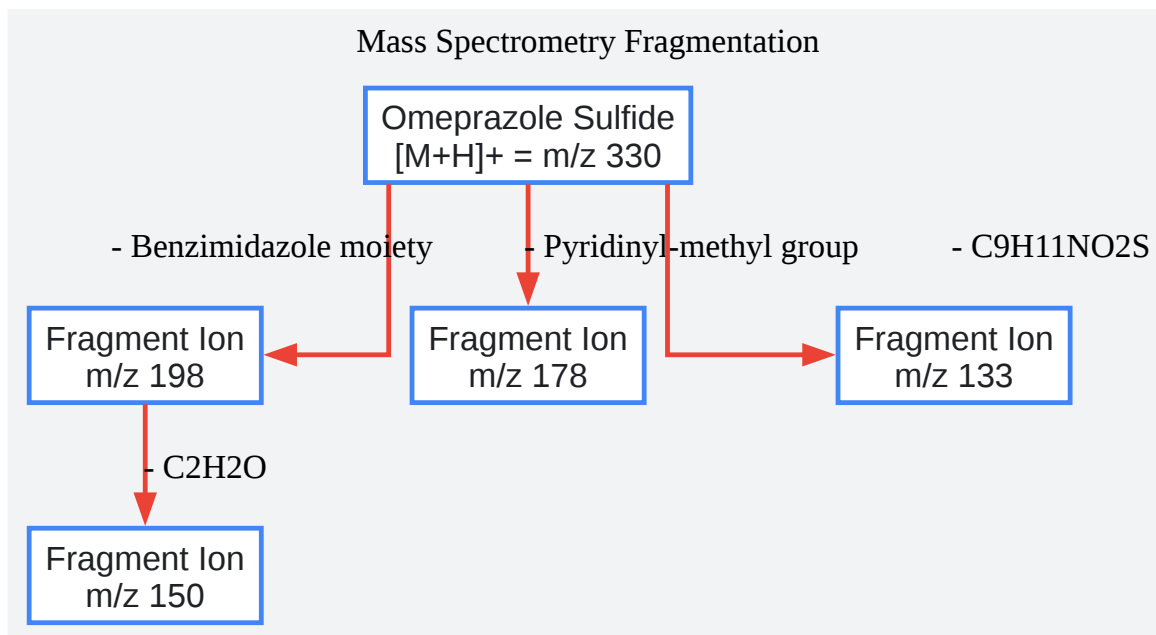 Mass Spectrometry Fragmentation
Omeprazole Sulfide
[M+H]+ = m/z 330
- Benzimidazole moiety
- Pyridinyl-methyl group
- C9H11NO2S
Fragment Ion
m/z 198
Fragment Ion
m/z 178
Fragment Ion
m/z 133
- C2H2O
Fragment Ion
m/z 150